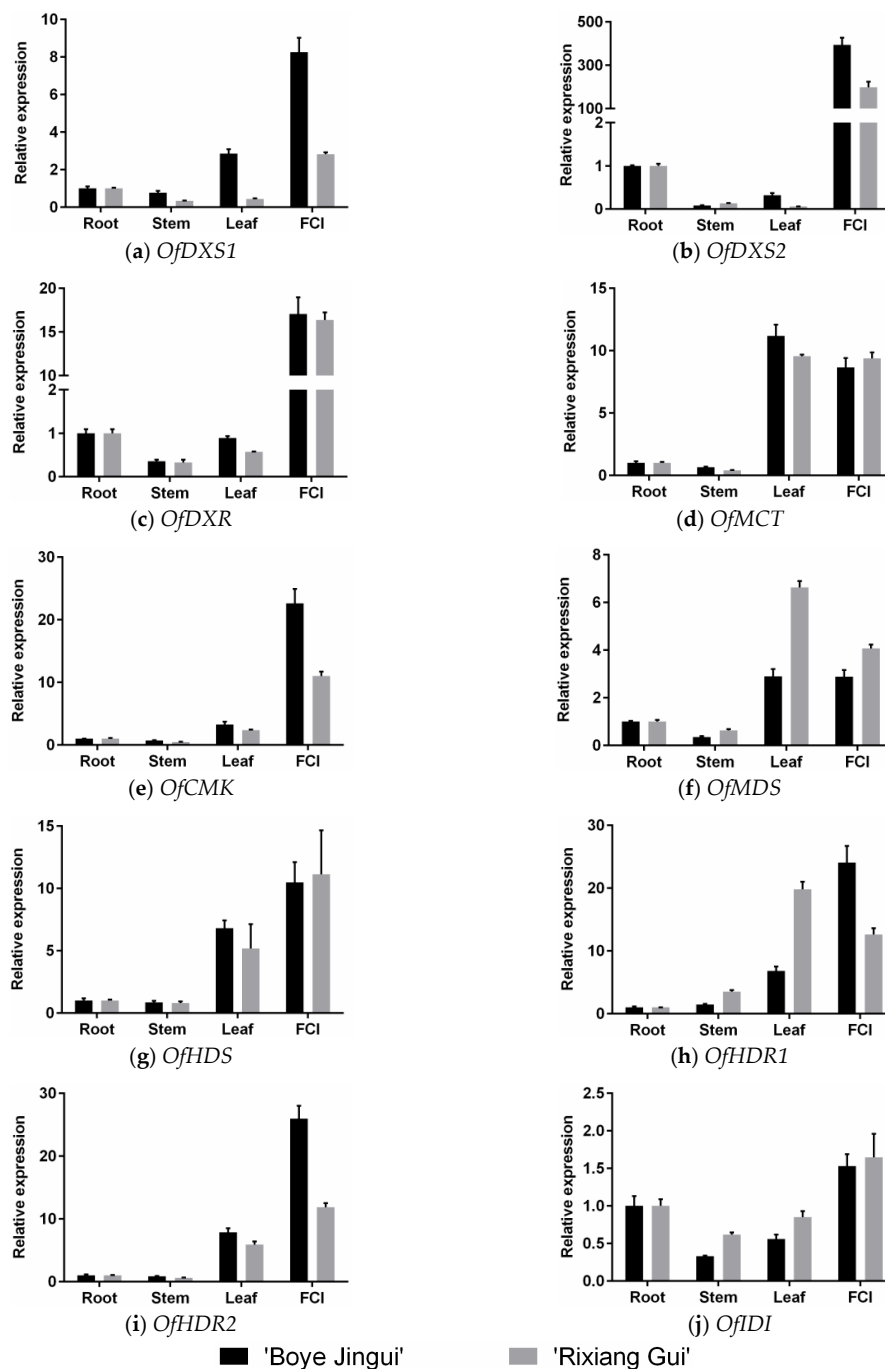 Relative expression
10
8
6
4
2
0
Root Stem Leaf FCI
(a) OfDXS1
Relative expression
500
300
100
2
1
0
Root Stem Leaf FCI
(b) OfDXS2
Relative expression
20
15
10
2
1
0
Root Stem Leaf FCI
(c) OfDXR
Relative expression
15
10
5
0
Root Stem Leaf FCI
(d) OfMCT
Relative expression
30
20
10
0
Root Stem Leaf FCI
(e) OfCMK
Relative expression
8
6
4
2
0
Root Stem Leaf FCI
(f) OfMDS
Relative expression
15
10
5
0
Root Stem Leaf FCI
(g) OfHDS
Relative expression
30
20
10
0
Root Stem Leaf FCI
(h) OfHDR1
Relative expression
30
20
10
0
Root Stem Leaf FCI
(i) OfHDR2
Relative expression
2.5
2.0
1.5
1.0
0.5
0.0
Root Stem Leaf FCI
(j) OfIDI
'Boye Jingui' 'Rixiang Gui'